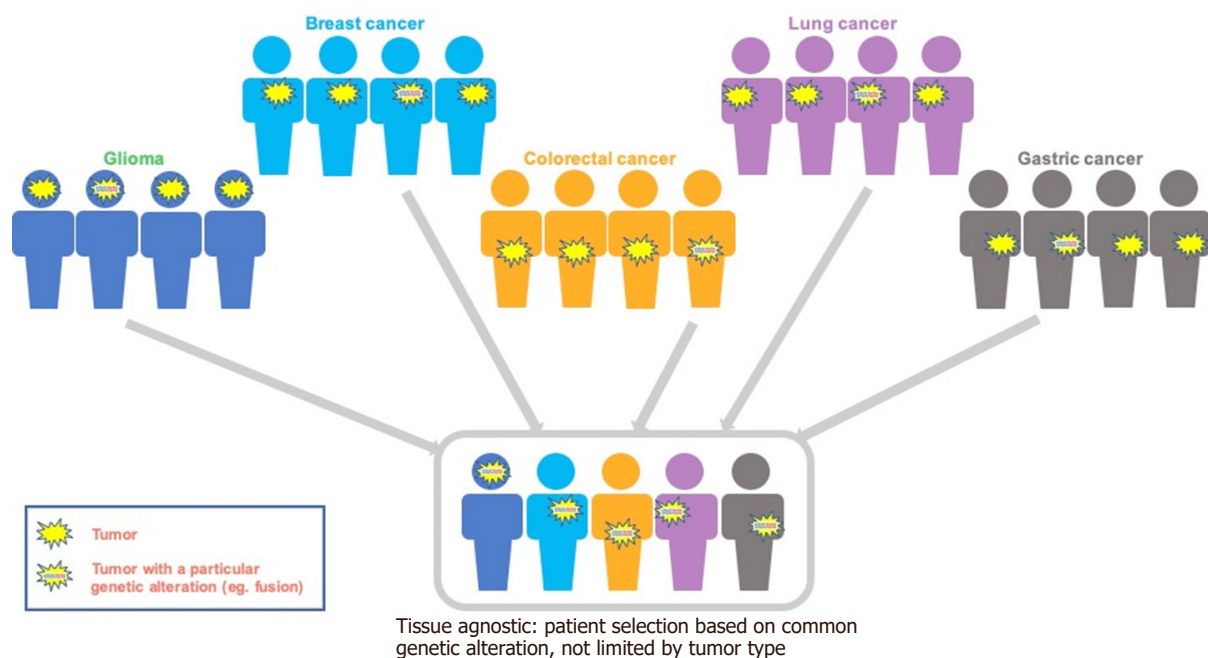 Breast cancer
Lung cancer
Glioma
Colorectal cancer
Gastric cancer
Tumor
Tumor with a particular
genetic alteration (eg. fusion)
Tissue agnostic: patient selection based on common
genetic alteration, not limited by tumor type